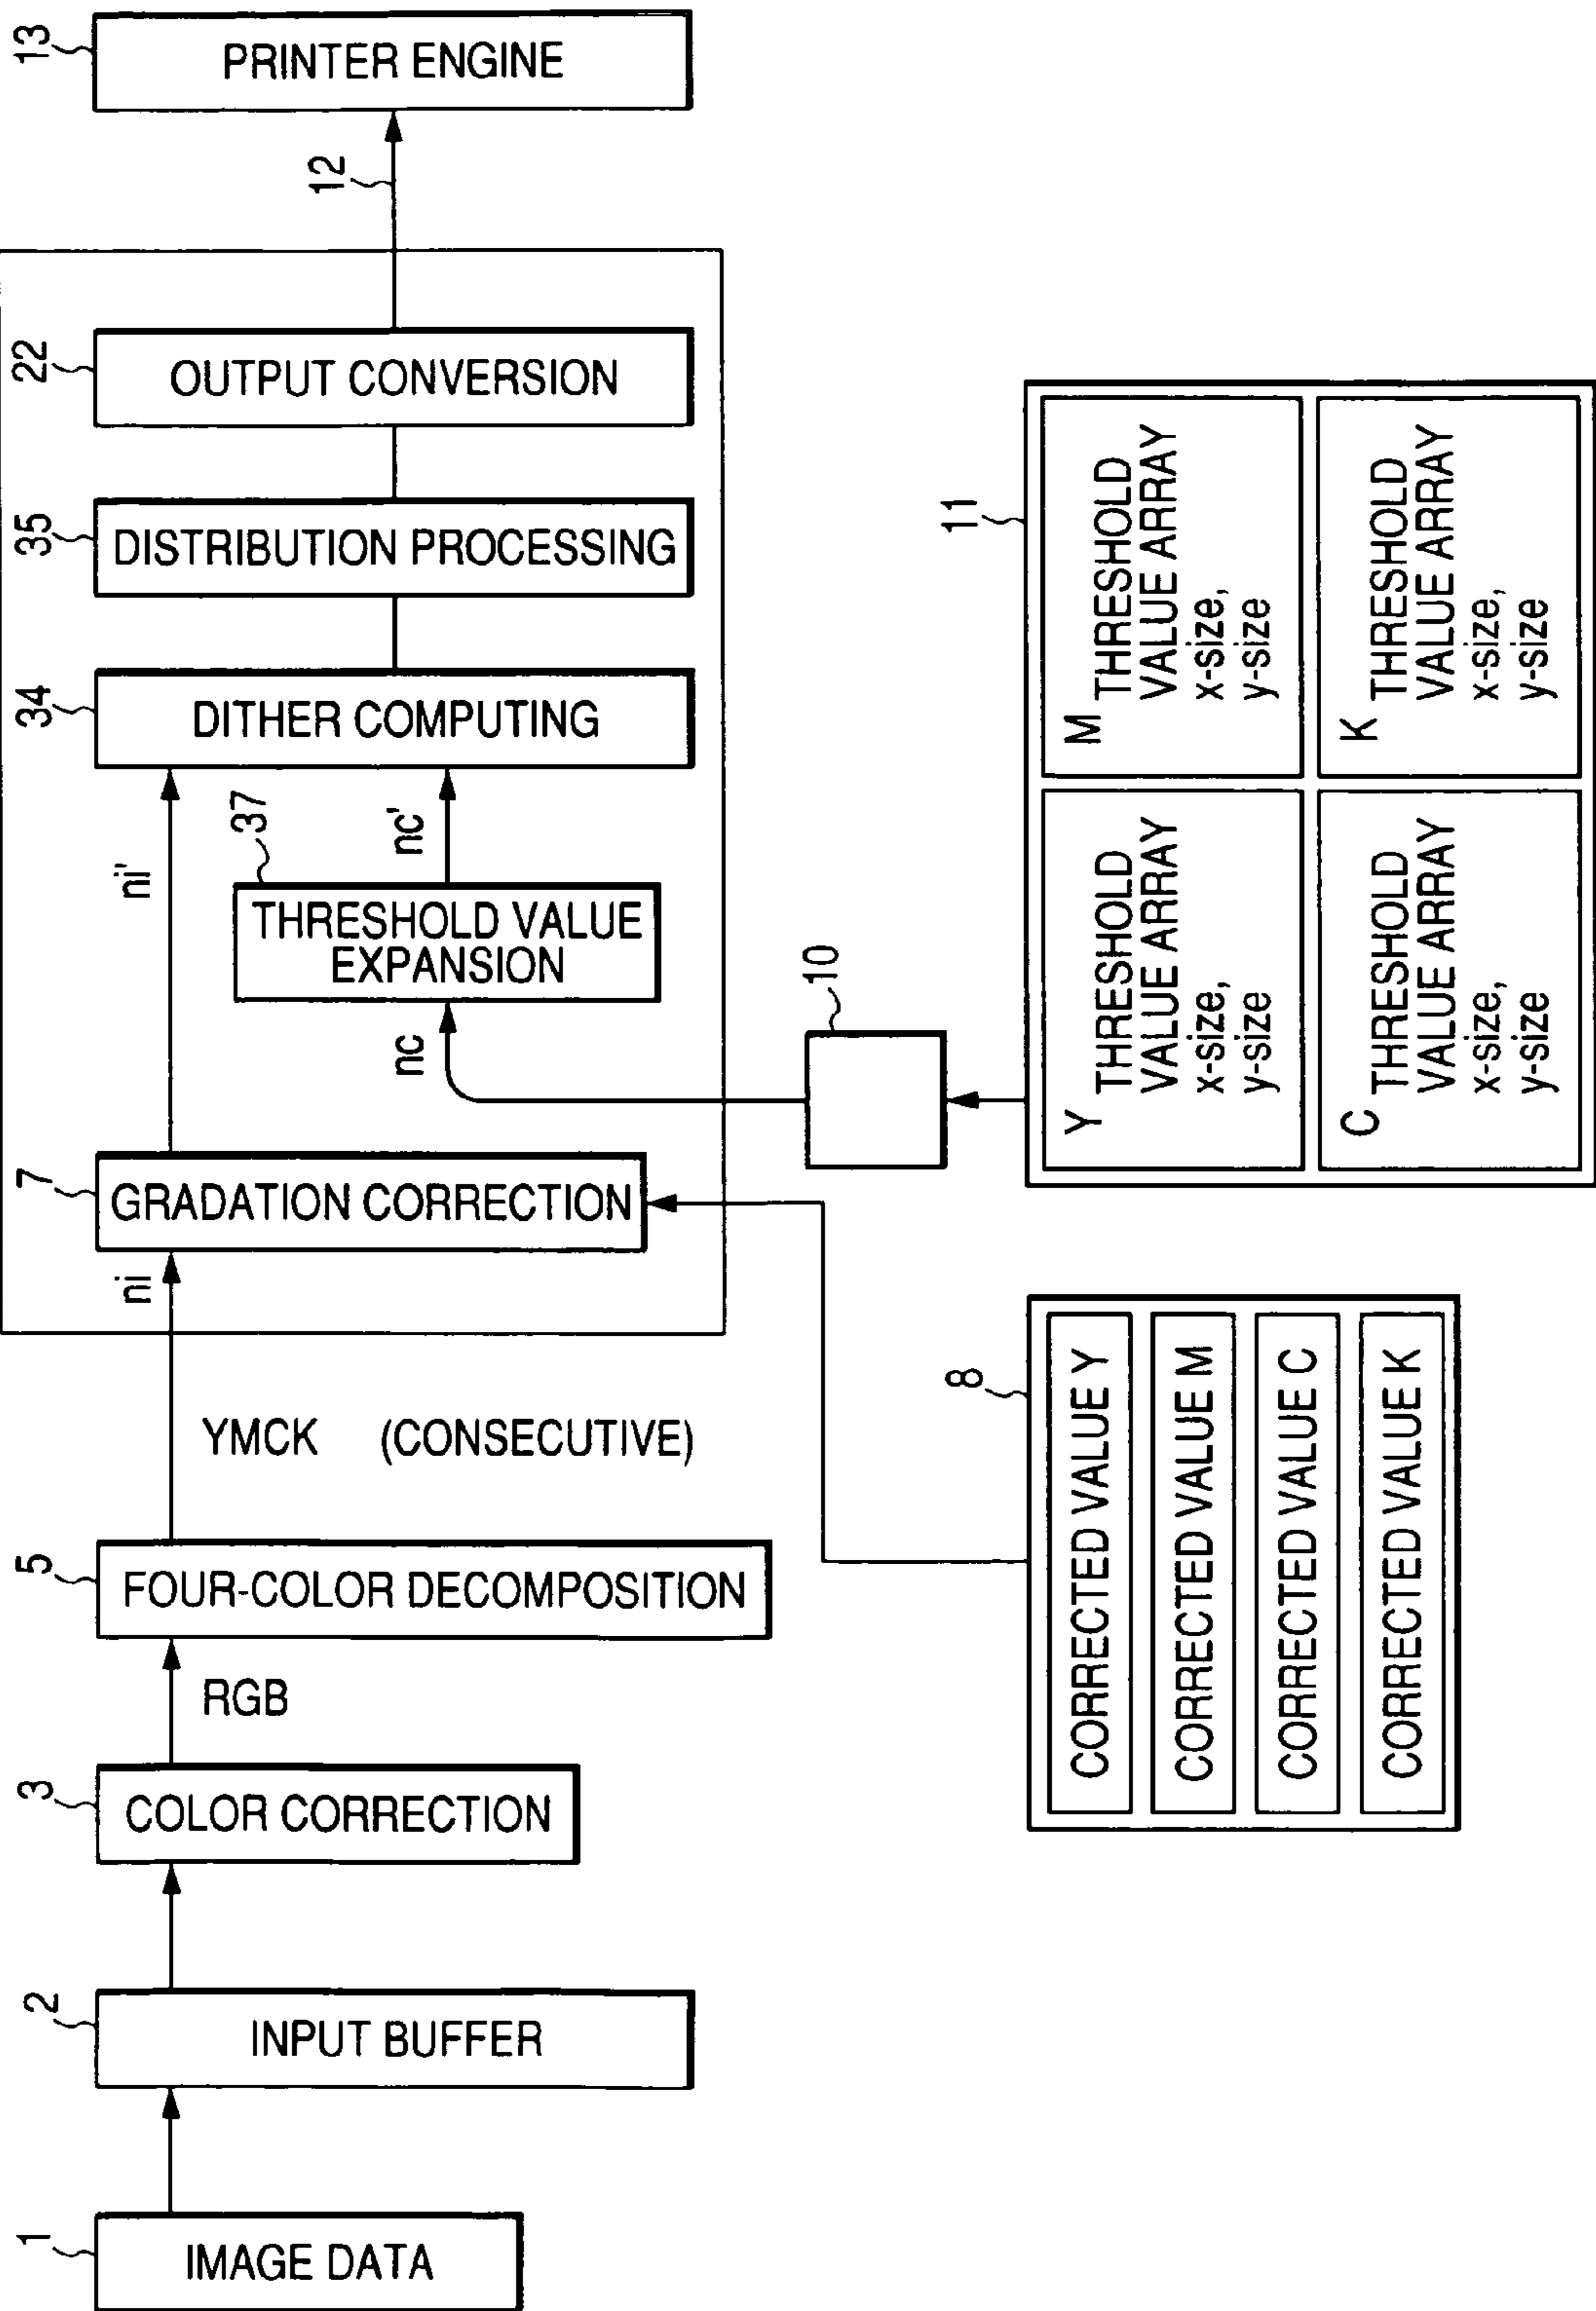 1
IMAGE DATA
2
INPUT BUFFER
3
COLOR CORRECTION
RGB
5
FOUR-COLOR DECOMPOSITION
YMCK (CONSECUTIVE)
ni
7
GRADATION CORRECTION
ni'
nc
37
THRESHOLD VALUE
EXPANSION
nc'
34
DITHER COMPUTING
35
DISTRIBUTION PROCESSING
22
OUTPUT CONVERSION
12
13
PRINTER ENGINE
10
8
CORRECTED VALUE Y
CORRECTED VALUE M
CORRECTED VALUE C
CORRECTED VALUE K
11
Y THRESHOLD
VALUE ARRAY
x-size,
y-size
M THRESHOLD
VALUE ARRAY
x-size,
y-size
C THRESHOLD
VALUE ARRAY
x-size,
y-size
K THRESHOLD
VALUE ARRAY
x-size,
y-size